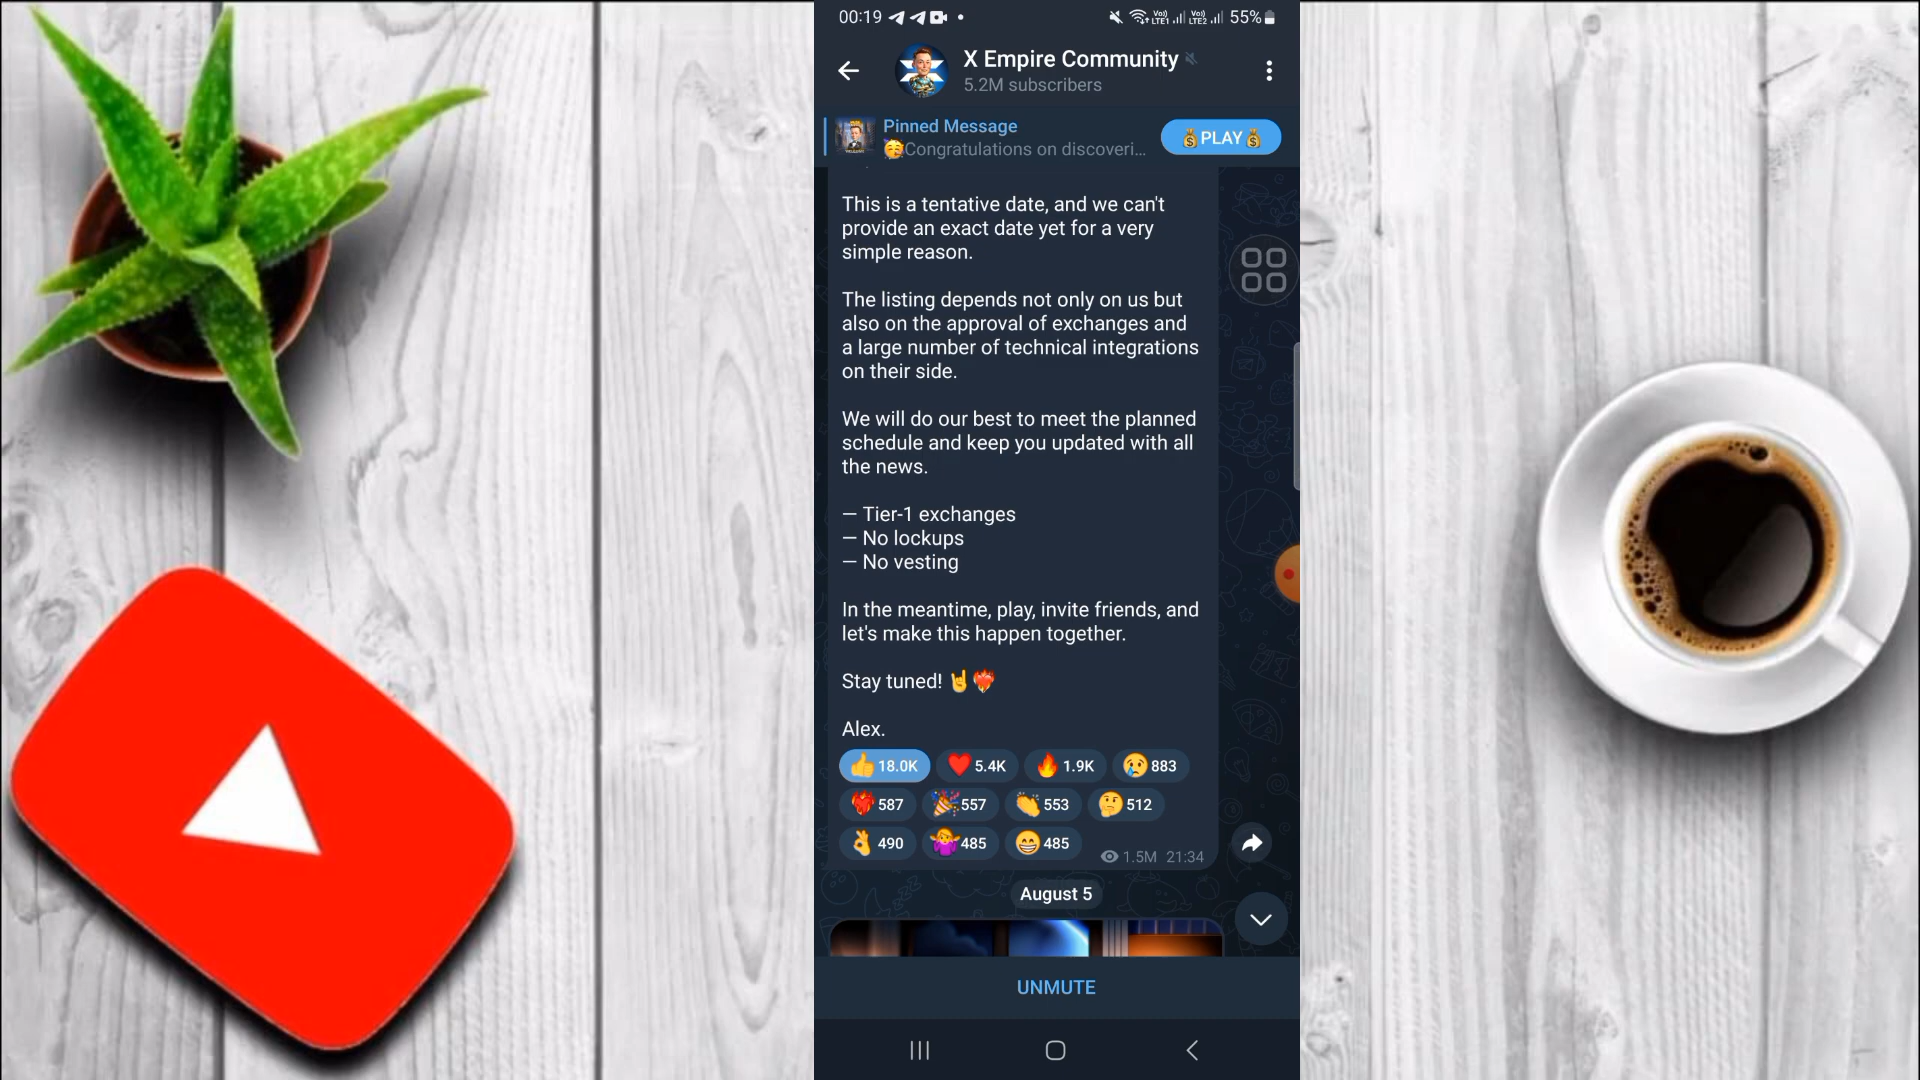 00:19
Vo) LTE1 Vo) LTE2 55%
X Empire Community
5.2M subscribers
Pinned Message
🥳Congratulations on discoveri...
💰PLAY💰
This is a tentative date, and we can't
provide an exact date yet for a very
simple reason.
The listing depends not only on us but
also on the approval of exchanges and
a large number of technical integrations
on their side.
We will do our best to meet the planned
schedule and keep you updated with all
the news.
— Tier-1 exchanges
— No lockups
— No vesting
In the meantime, play, invite friends, and
let's make this happen together.
Stay tuned! 🤘❤️‍🔥
Alex.
👍 18.0K ❤️ 5.4K 🔥 1.9K 😢 883
587 🎉 557 👏 553 🤔 512
👌 490 🤷‍♀️ 485 😁 485
1.5M 21:34
August 5
UNMUTE